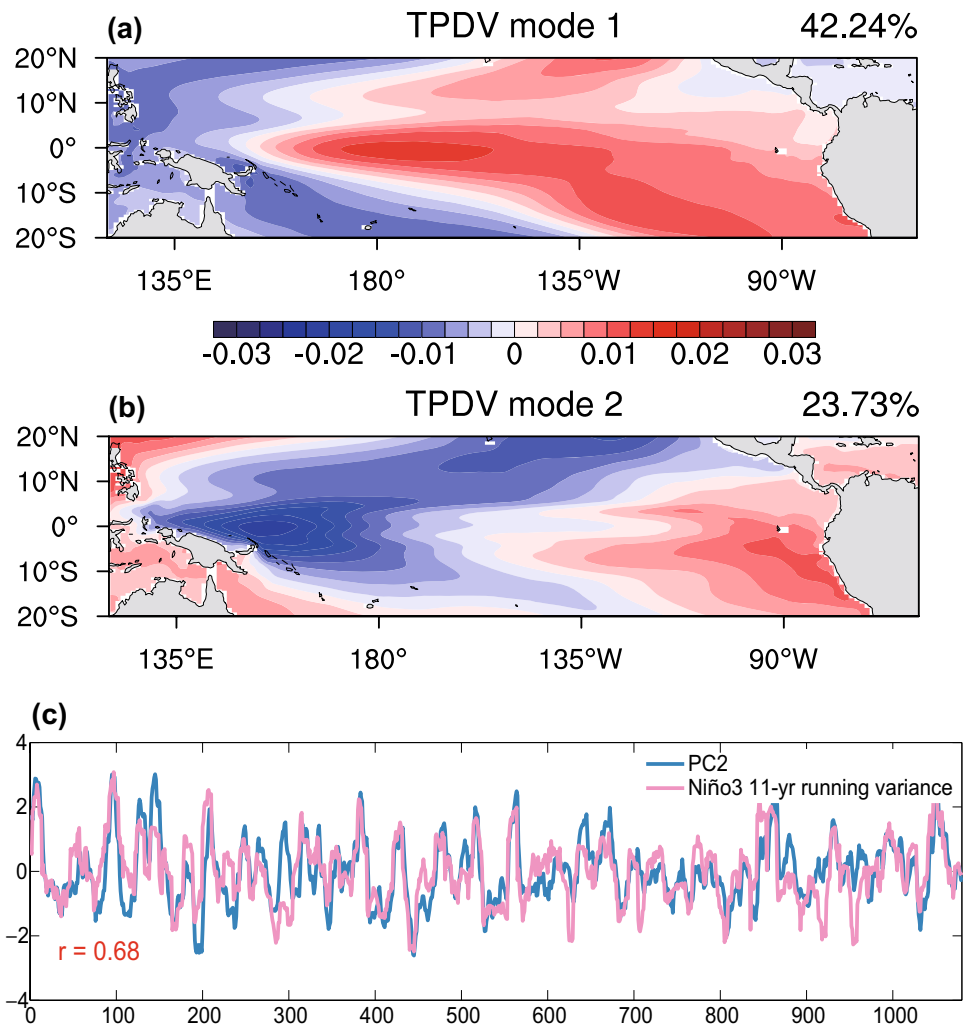 (a) TPDV mode 1 42.24%
20°N
10°N
0°
10°S
20°S
135°E 180° 135°W 90°W
-0.03 -0.02 -0.01 0 0.01 0.02 0.03
(b) TPDV mode 2 23.73%
20°N
10°N
0°
10°S
20°S
135°E 180° 135°W 90°W
(c)
4
2
0
−2
−4
PC2
Niño3 11-yr running variance
r = 0.68
0 100 200 300 400 500 600 700 800 900 1000